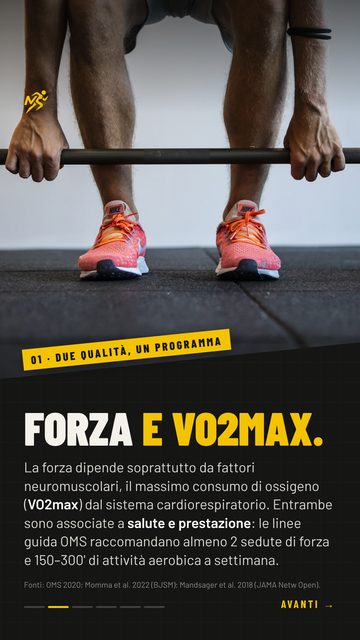 01 · DUE QUALITÀ, UN PROGRAMMA
FORZA E VO2MAX.
La forza dipende soprattutto da fattori
neuromuscolari, il massimo consumo di ossigeno
(VO2max) dal sistema cardiorespiratorio. Entrambe
sono associate a salute e prestazione: le linee
guida OMS raccomandano almeno 2 sedute di forza
e 150–300' di attività aerobica a settimana.
Fonti: OMS 2020; Momma et al. 2022 (BJSM); Mandsager et al. 2018 (JAMA Netw Open).
AVANTI →